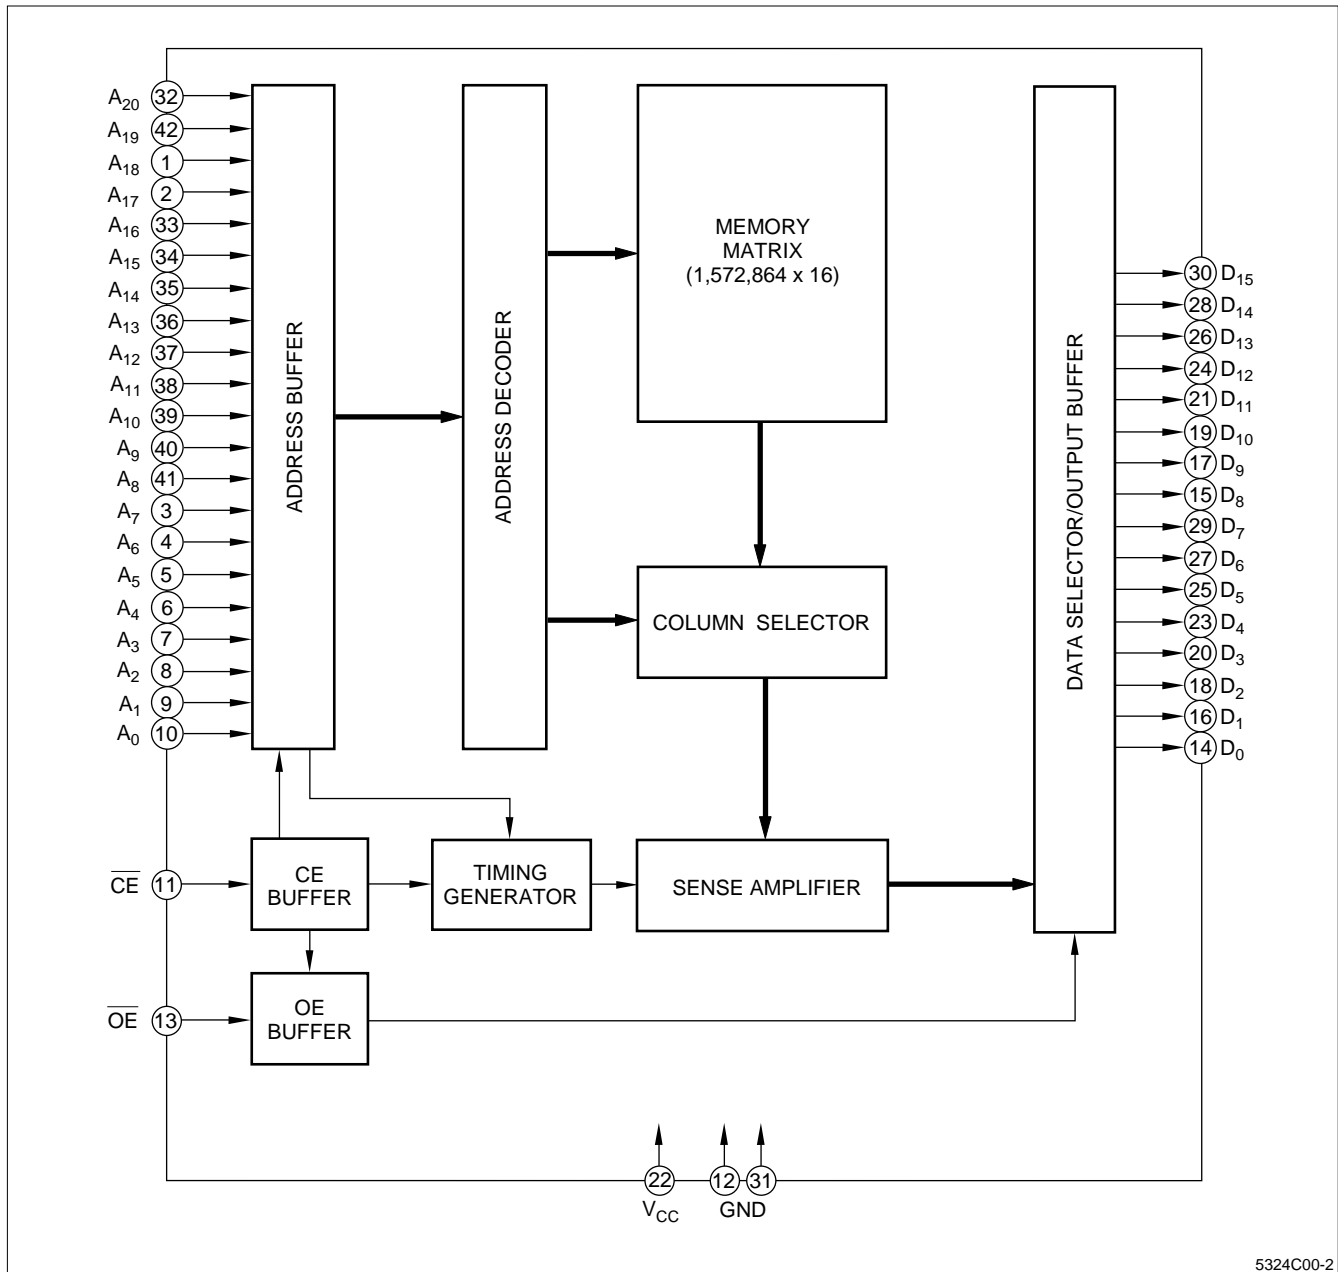 A20 32
A19 42
A18 1
A17 2
A16 33
A15 34
A14 35
A13 36
A12 37
A11 38
A10 39
A9 40
A8 41
A7 3
A6 4
A5 5
A4 6
A3 7
A2 8
A1 9
A0 10
ADDRESS BUFFER
ADDRESS DECODER
MEMORY
MATRIX
(1,572,864 x 16)
COLUMN SELECTOR
DATA SELECTOR/OUTPUT BUFFER
30 D15
28 D14
26 D13
24 D12
21 D11
19 D10
17 D9
15 D8
29 D7
27 D6
25 D5
23 D4
20 D3
18 D2
16 D1
14 D0
CE 11
CE
BUFFER
TIMING
GENERATOR
SENSE AMPLIFIER
OE 13
OE
BUFFER
22 12 31
VCC GND
5324C00-2